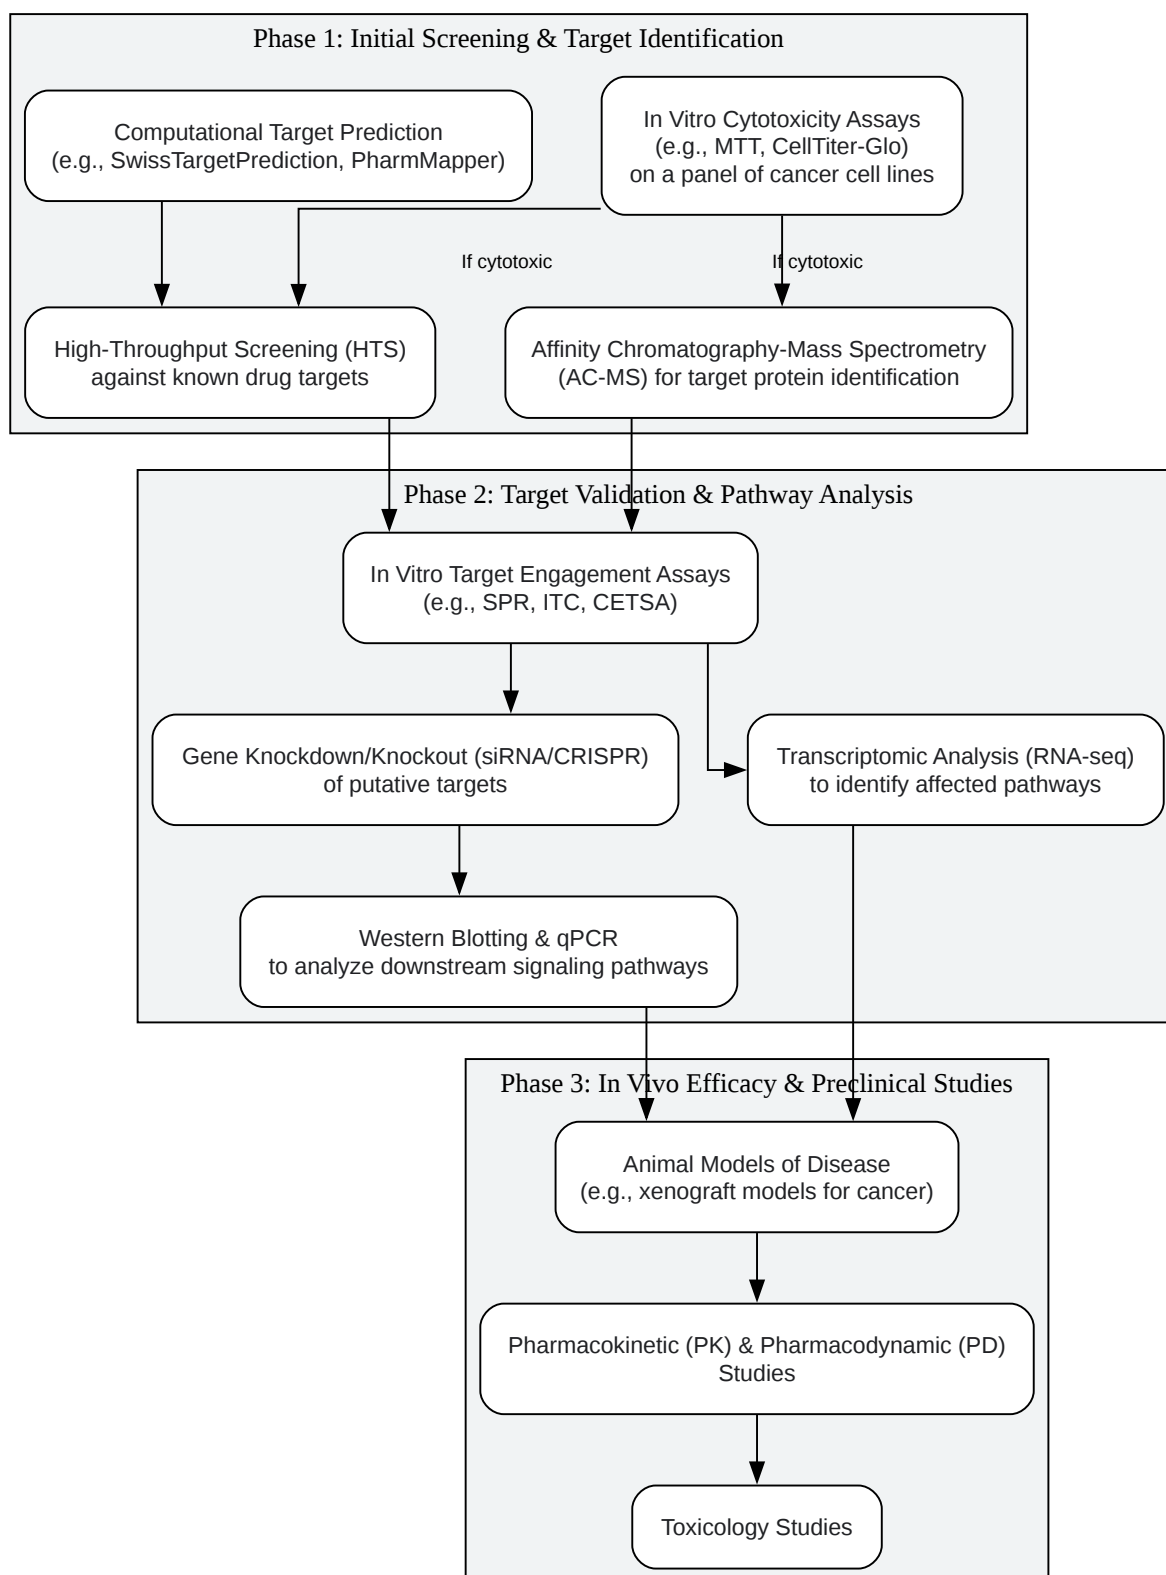 Phase 1: Initial Screening & Target Identification
Computational Target Prediction
(e.g., SwissTargetPrediction, PharmMapper)
In Vitro Cytotoxicity Assays
(e.g., MTT, CellTiter-Glo)
on a panel of cancer cell lines
If cytotoxic
If cytotoxic
High-Throughput Screening (HTS)
against known drug targets
Affinity Chromatography-Mass Spectrometry
(AC-MS) for target protein identification
Phase 2: Target Validation & Pathway Analysis
In Vitro Target Engagement Assays
(e.g., SPR, ITC, CETSA)
Gene Knockdown/Knockout (siRNA/CRISPR)
of putative targets
Transcriptomic Analysis (RNA-seq)
to identify affected pathways
Western Blotting & qPCR
to analyze downstream signaling pathways
Phase 3: In Vivo Efficacy & Preclinical Studies
Animal Models of Disease
(e.g., xenograft models for cancer)
Pharmacokinetic (PK) & Pharmacodynamic (PD)
Studies
Toxicology Studies